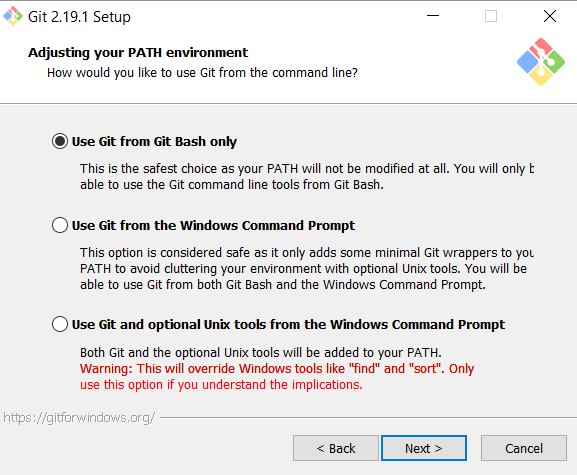 Git 2.19.1 Setup
Adjusting your PATH environment
How would you like to use Git from the command line?
Use Git from Git Bash only
This is the safest choice as your PATH will not be modified at all. You will only
able to use the Git command line tools from Git Bash.
Use Git from the Windows Command Prompt
This option is considered safe as it only adds some minimal Git wrappers to you
PATH to avoid cluttering your environment with optional Unix tools. You will be
able to use Git from both Git Bash and the Windows Command Prompt.
Use Git and optional Unix tools from the Windows Command Prompt
Both Git and the optional Unix tools will be added to your PATH.
Warning: This will override Windows tools like "find" and "sort". Only
use this option if you understand the implications.
https://gitforwindows.org/
< Back
Next >
Cancel